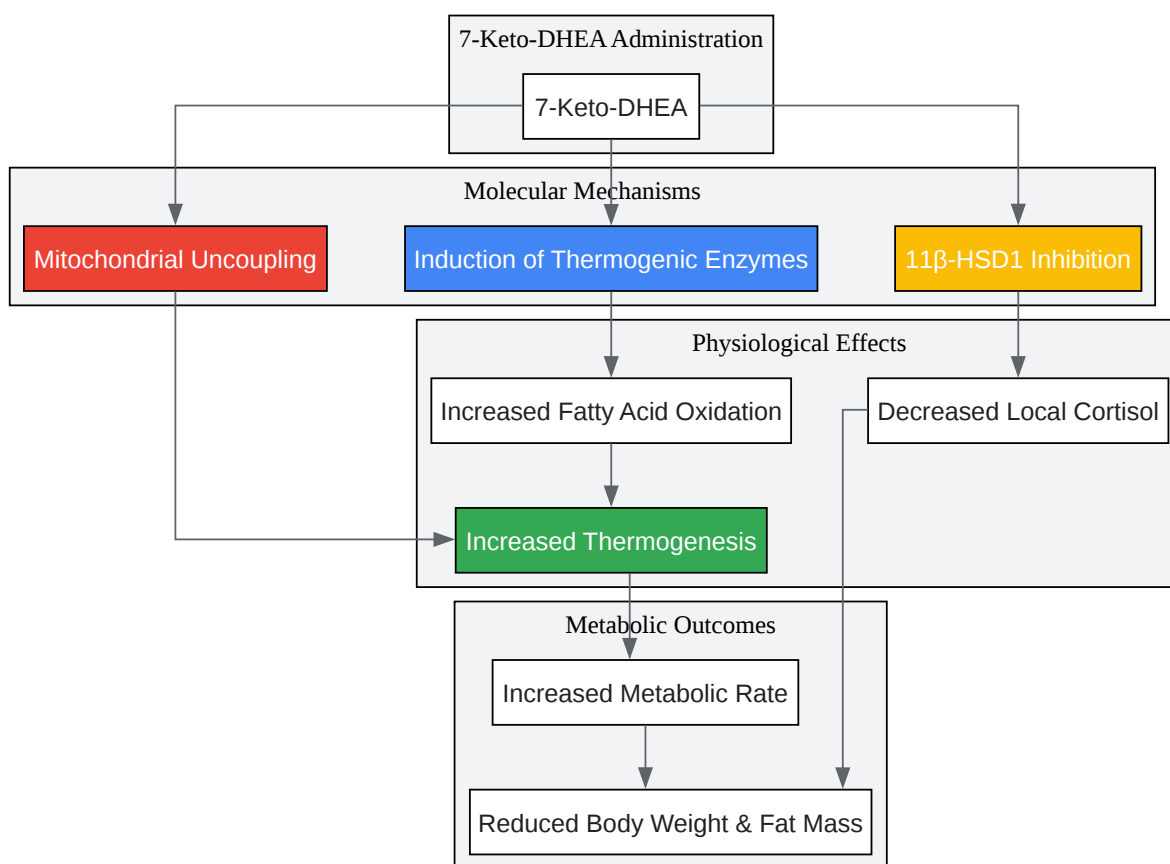 7-Keto-DHEA Administration
7-Keto-DHEA
Molecular Mechanisms
Mitochondrial Uncoupling
Induction of Thermogenic Enzymes
11β-HSD1 Inhibition
Physiological Effects
Increased Fatty Acid Oxidation
Decreased Local Cortisol
Increased Thermogenesis
Metabolic Outcomes
Increased Metabolic Rate
Reduced Body Weight & Fat Mass